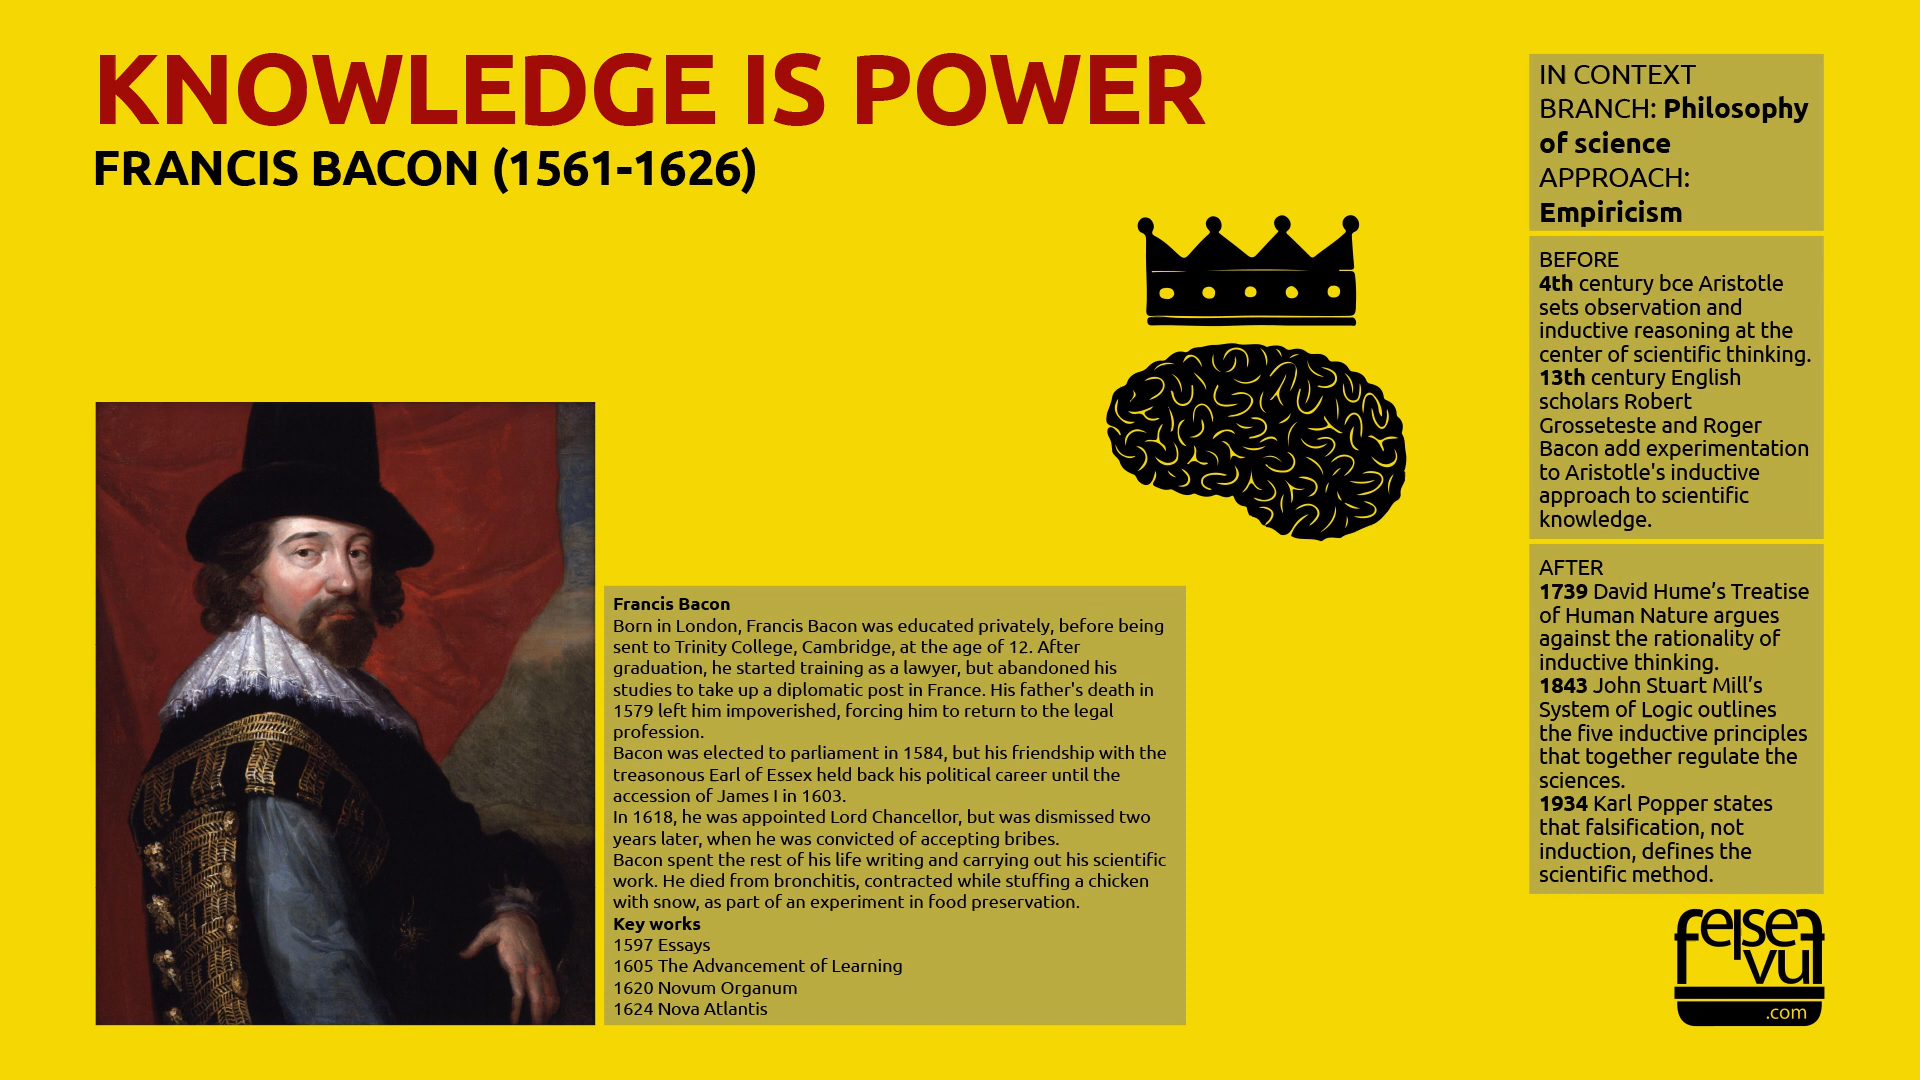 KNOWLEDGE IS POWER
FRANCIS BACON (1561-1626)
Francis Bacon
Born in London, Francis Bacon was educated privately, before being
sent to Trinity College, Cambridge, at the age of 12. After
graduation, he started training as a lawyer, but abandoned his
studies to take up a diplomatic post in France. His father's death in
1579 left him impoverished, forcing him to return to the legal
profession.
Bacon was elected to parliament in 1584, but his friendship with the
treasonous Earl of Essex held back his political career until the
accession of James I in 1603.
In 1618, he was appointed Lord Chancellor, but was dismissed two
years later, when he was convicted of accepting bribes.
Bacon spent the rest of his life writing and carrying out his scientific
work. He died from bronchitis, contracted while stuffing a chicken
with snow, as part of an experiment in food preservation.
Key works
1597 Essays
1605 The Advancement of Learning
1620 Novum Organum
1624 Nova Atlantis
IN CONTEXT
BRANCH: Philosophy
of science
APPROACH:
Empiricism
BEFORE
4th century bce Aristotle
sets observation and
inductive reasoning at the
center of scientific thinking.
13th century English
scholars Robert
Grosseteste and Roger
Bacon add experimentation
to Aristotle's inductive
approach to scientific
knowledge.
AFTER
1739 David Hume’s Treatise
of Human Nature argues
against the rationality of
inductive thinking.
1843 John Stuart Mill’s
System of Logic outlines
the five inductive principles
that together regulate the
sciences.
1934 Karl Popper states
that falsification, not
induction, defines the
scientific method.
.com